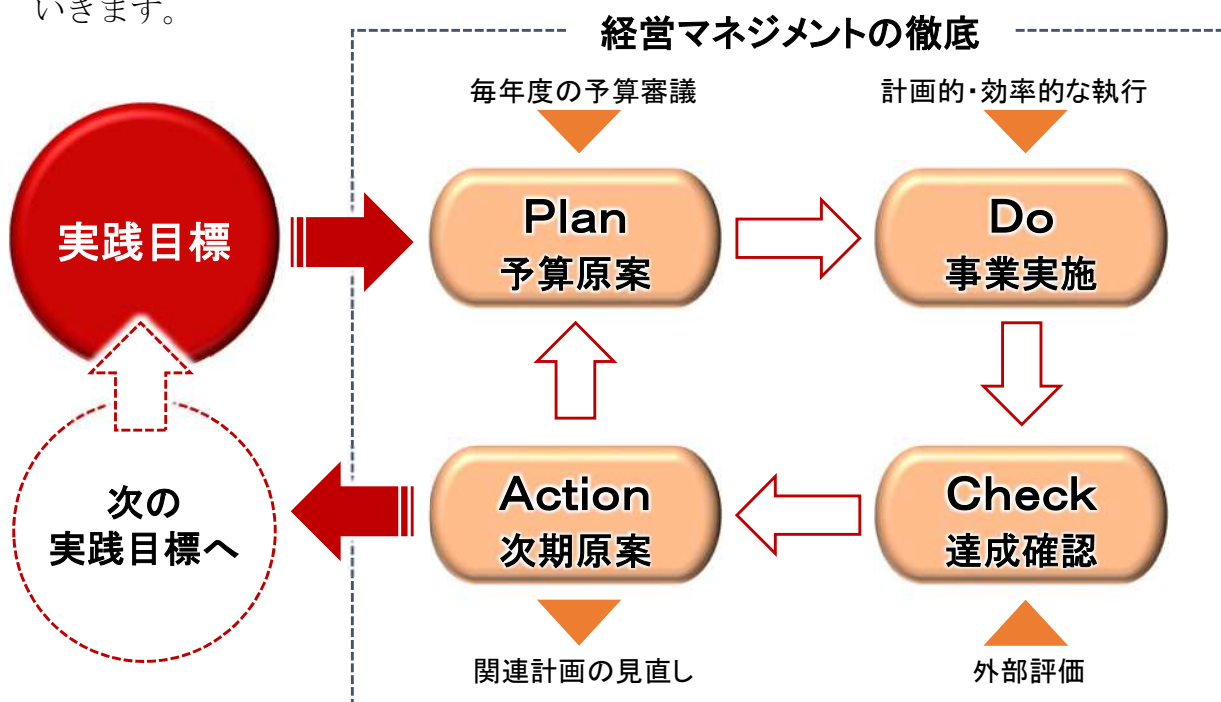 いきます。
経営マネジメントの徹底
毎年度の予算審議
計画的・効率的な執行
実践目標
Plan
予算原案
Do
事業実施
次の
実践目標へ
Action
次期原案
Check
達成確認
関連計画の見直し
外部評価